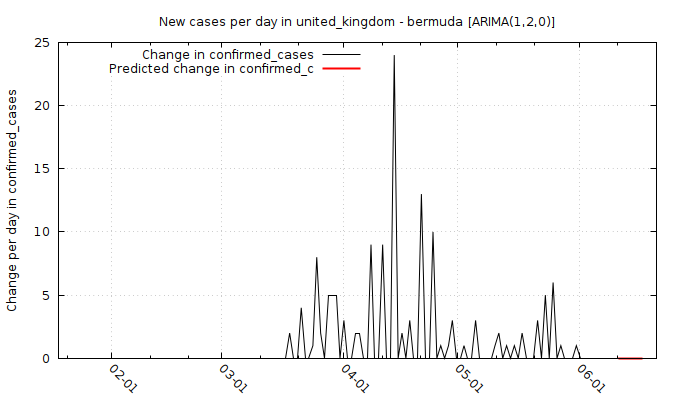 New cases per day in united_kingdom - bermuda [ARIMA(1,2,0)]
Change in confirmed_cases
Predicted change in confirmed_c
Change per day in confirmed_cases
25
20
15
10
5
0
02-01
03-01
04-01
05-01
06-01